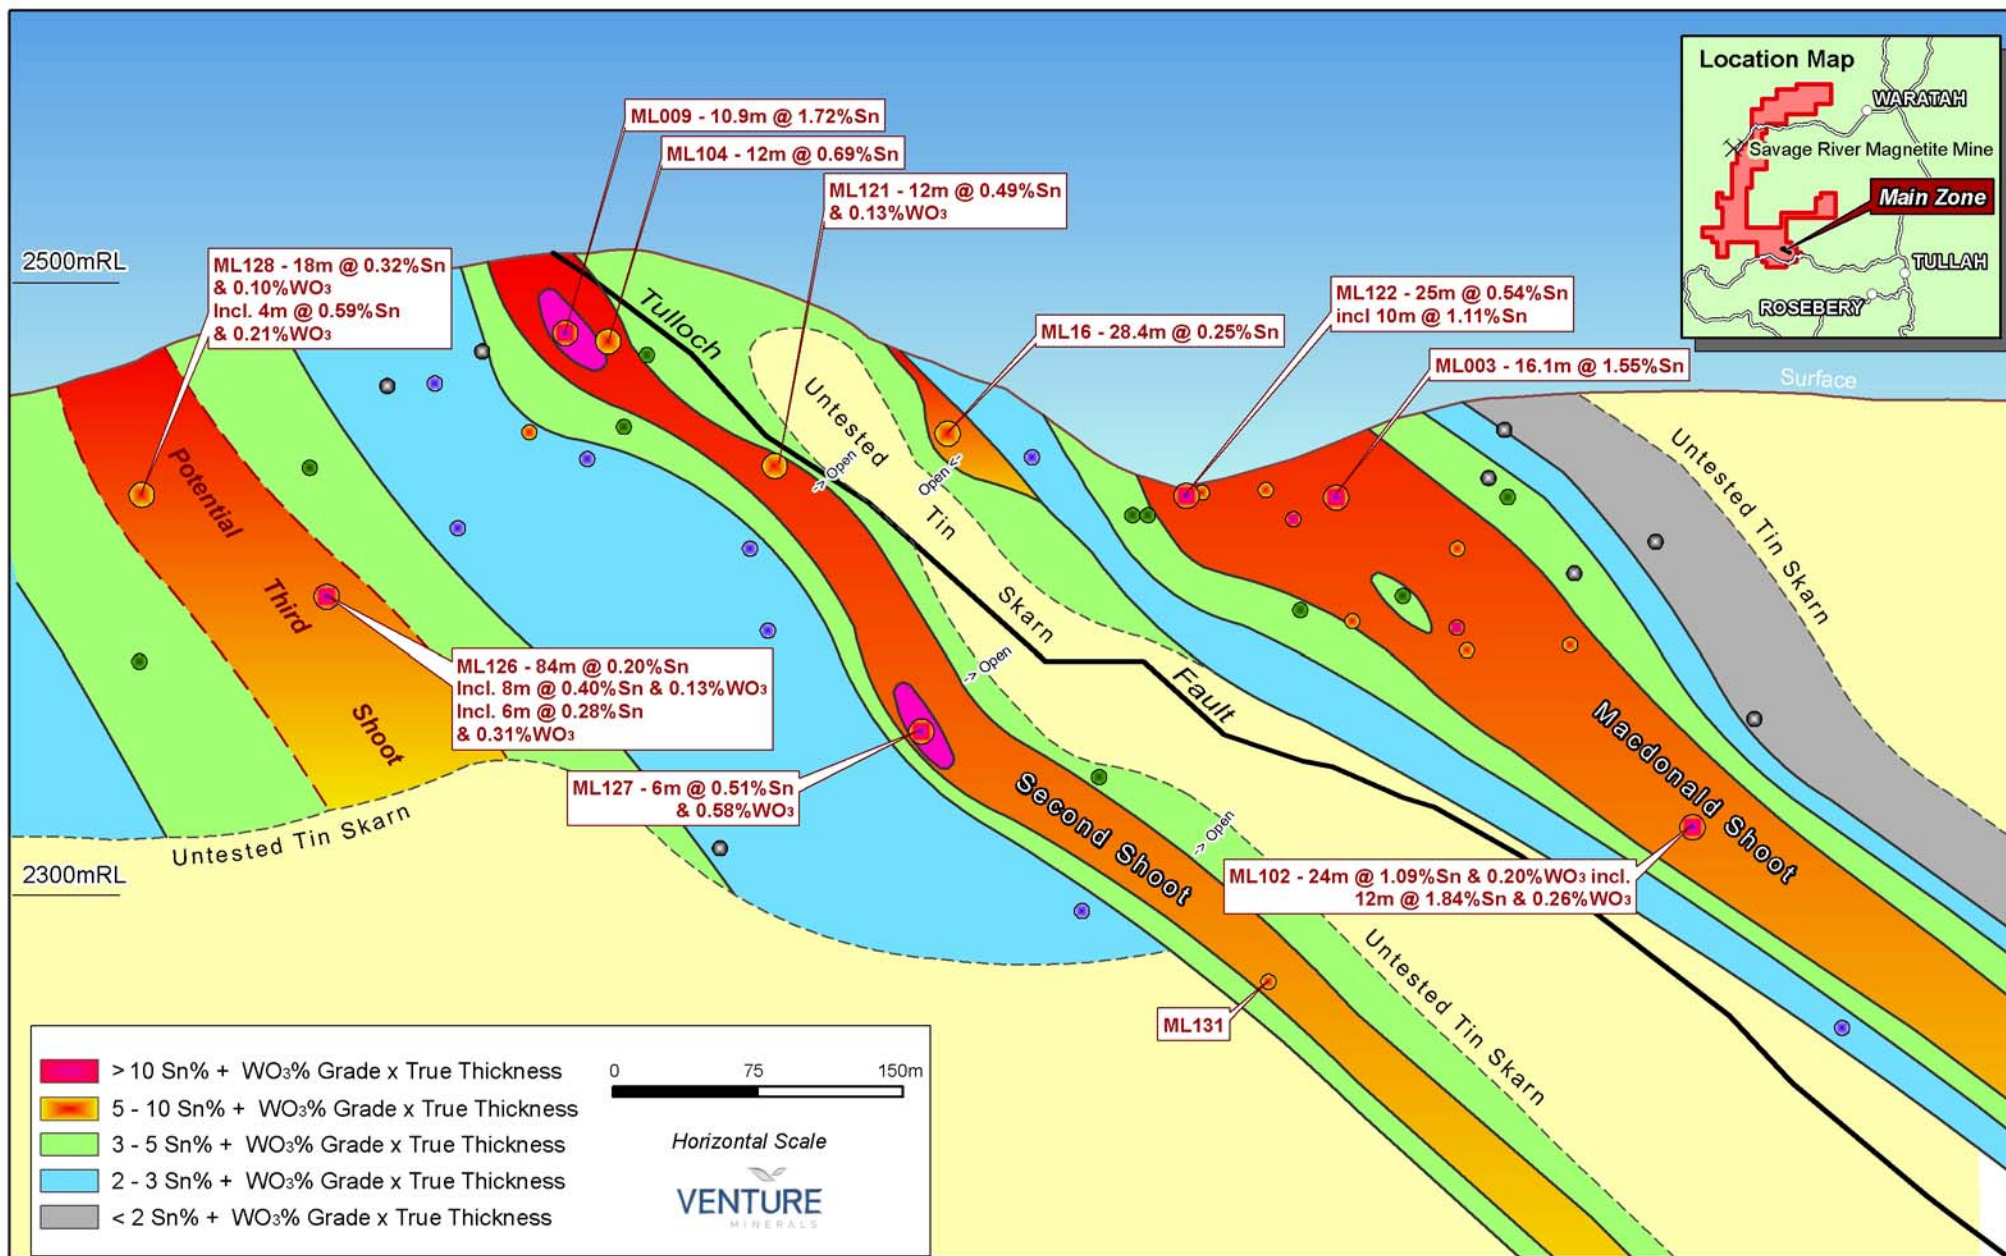 Location Map
WARATAH
Savage River Magnetite Mine
Main Zone
TULLAH
ROSEBERY
ML009 - 10.9m @ 1.72%Sn
ML104 - 12m @ 0.69%Sn
ML121 - 12m @ 0.49%Sn
& 0.13%WO₃
2500mRL
ML128 - 18m @ 0.32%Sn
& 0.10%WO₃
Incl. 4m @ 0.59%Sn
& 0.21%WO₃
ML16 - 28.4m @ 0.25%Sn
ML122 - 25m @ 0.54%Sn
incl 10m @ 1.11%Sn
ML003 - 16.1m @ 1.55%Sn
Surface
Tulloch
Fault
Untested
Tin
Skarn
-> Open
Open <-
-> Open
-> Open
Untested Tin Skarn
Potential
Third
Shoot
ML126 - 84m @ 0.20%Sn
Incl. 8m @ 0.40%Sn & 0.13%WO₃
Incl. 6m @ 0.28%Sn
& 0.31%WO₃
ML127 - 6m @ 0.51%Sn
& 0.58%WO₃
Second Shoot
Macdonald Shoot
Untested Tin Skarn
2300mRL
ML102 - 24m @ 1.09%Sn & 0.20%WO₃ incl.
12m @ 1.84%Sn & 0.26%WO₃
Untested Tin Skarn
ML131
> 10 Sn% + WO₃% Grade x True Thickness
5 - 10 Sn% + WO₃% Grade x True Thickness
3 - 5 Sn% + WO₃% Grade x True Thickness
2 - 3 Sn% + WO₃% Grade x True Thickness
< 2 Sn% + WO₃% Grade x True Thickness
0 75 150m
Horizontal Scale
VENTURE
MINERALS